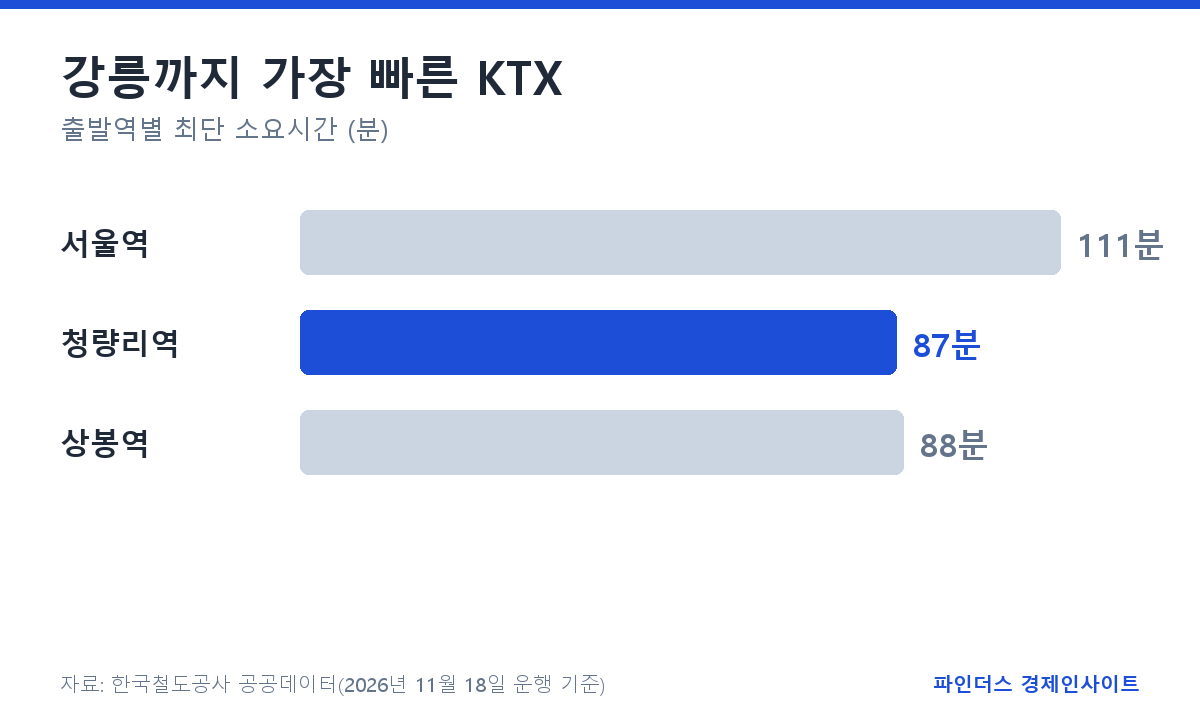 강릉까지 가장 빠른 KTX
출발역별 최단 소요시간 (분)
서울역 111분
청량리역 87분
상봉역 88분
자료: 한국철도공사 공공데이터(2026년 11월 18일 운행 기준) 파인더스 경제인사이트